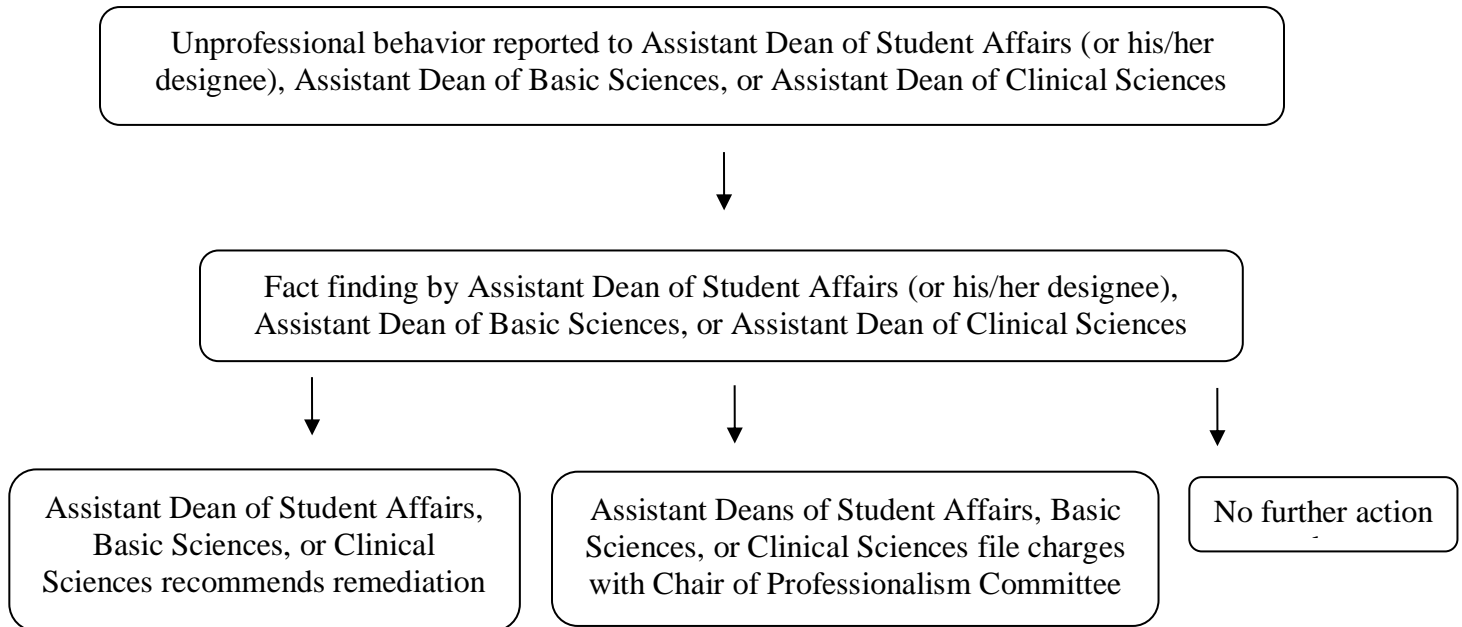 Unprofessional behavior reported to Assistant Dean of Student Affairs (or his/her
designee), Assistant Dean of Basic Sciences, or Assistant Dean of Clinical Sciences
Fact finding by Assistant Dean of Student Affairs (or his/her designee),
Assistant Dean of Basic Sciences, or Assistant Dean of Clinical Sciences
Assistant Dean of Student Affairs,
Basic Sciences, or Clinical
Sciences recommends remediation
Assistant Deans of Student Affairs, Basic
Sciences, or Clinical Sciences file charges
with Chair of Professionalism Committee
No further action